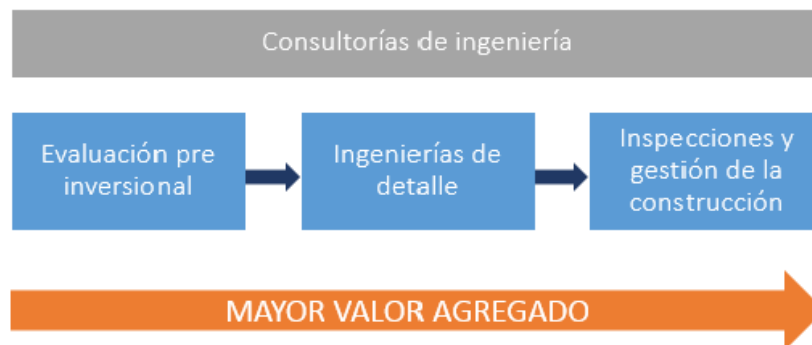 Consultorías de ingeniería
Evaluación pre
inversional
Ingenierías de
detalle
Inspecciones y
gestión de la
construcción
MAYOR VALOR AGREGADO